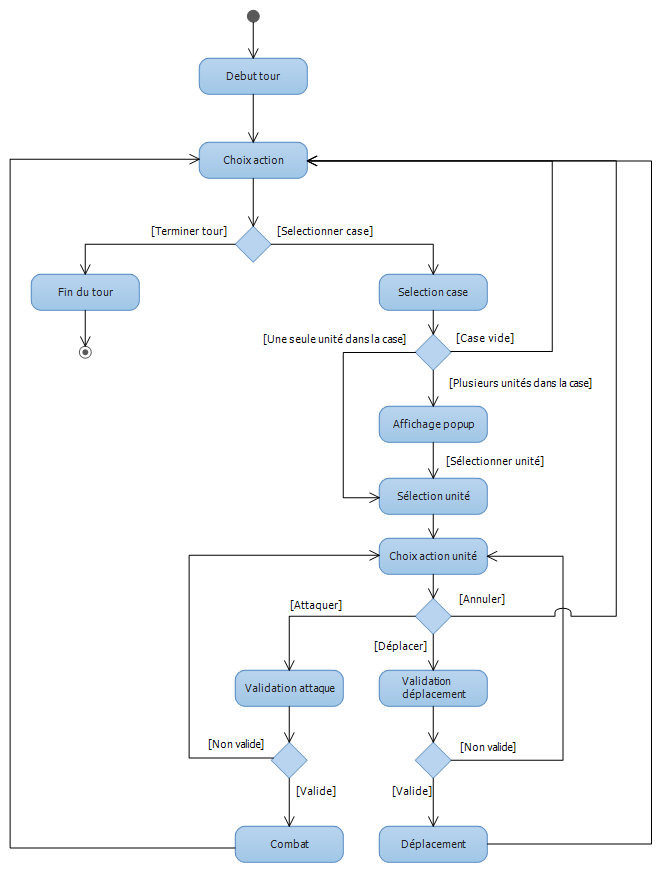 Debut tour
Choix action
[Terminer tour]
[Selectionner case]
Fin du tour
Selection case
[Une seule unité dans la case]
[Case vide]
[Plusieurs unités dans la case]
Affichage popup
[Sélectionner unité]
Sélection unité
Choix action unité
[Attaquer]
[Annuler]
[Déplacer]
Validation attaque
Validation
déplacement
[Non valide]
[Non valide]
[Valide]
[Valide]
Combat
Déplacement